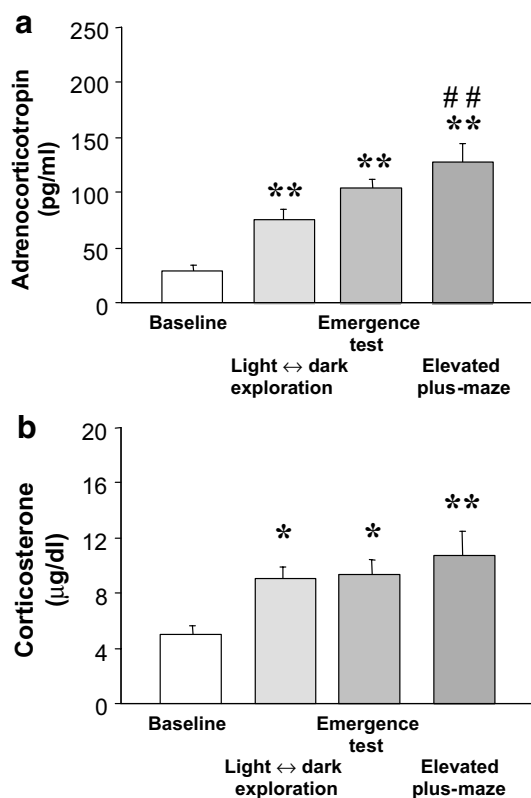 a
Adrenocorticotropin
(pg/ml)
250
200
150
100
50
0
**
**
##
**
Baseline
Light ↔ dark
exploration
Emergence
test
Elevated
plus-maze
b
Corticosterone
(µg/dl)
20
16
12
8
4
0
*
*
**
Baseline
Light ↔ dark
exploration
Emergence
test
Elevated
plus-maze